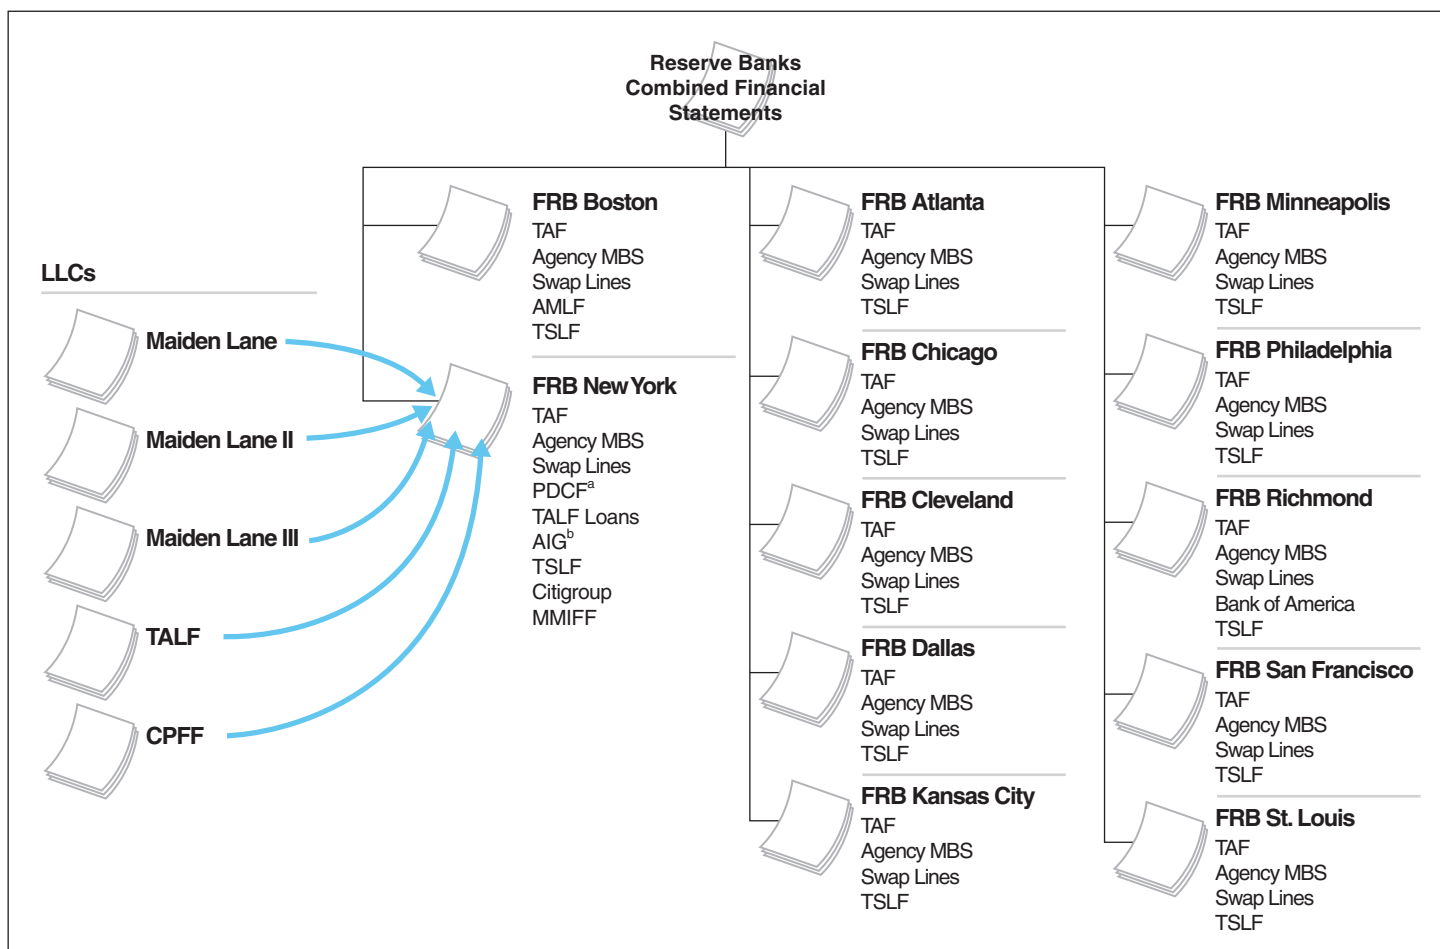 Reserve Banks
Combined Financial
Statements
LLCs
Maiden Lane
Maiden Lane II
Maiden Lane III
TALF
CPFF
FRB Boston
TAF
Agency MBS
Swap Lines
AMLF
TSLF
FRB New York
TAF
Agency MBS
Swap Lines
PDCFa
TALF Loans
AIGb
TSLF
Citigroup
MMIFF
FRB Atlanta
TAF
Agency MBS
Swap Lines
TSLF
FRB Chicago
TAF
Agency MBS
Swap Lines
TSLF
FRB Cleveland
TAF
Agency MBS
Swap Lines
TSLF
FRB Dallas
TAF
Agency MBS
Swap Lines
TSLF
FRB Kansas City
TAF
Agency MBS
Swap Lines
TSLF
FRB Minneapolis
TAF
Agency MBS
Swap Lines
TSLF
FRB Philadelphia
TAF
Agency MBS
Swap Lines
TSLF
FRB Richmond
TAF
Agency MBS
Swap Lines
Bank of America
TSLF
FRB San Francisco
TAF
Agency MBS
Swap Lines
TSLF
FRB St. Louis
TAF
Agency MBS
Swap Lines
TSLF